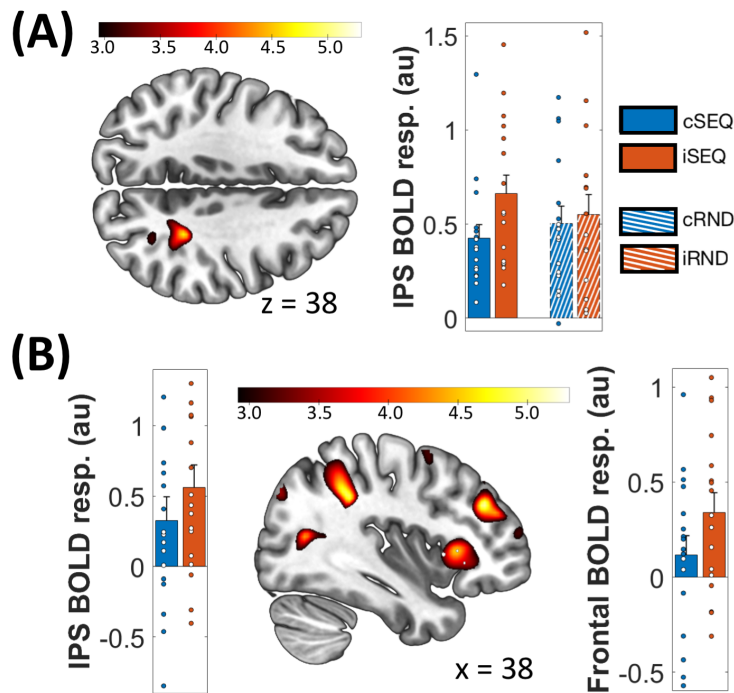 (A)
3.0 3.5 4.0 4.5 5.0
z = 38
IPS BOLD resp. (au)
1.5
1
0.5
0
cSEQ
iSEQ
cRND
iRND
(B)
IPS BOLD resp. (au)
1
0.5
0
-0.5
3.0 3.5 4.0 4.5 5.0
x = 38
Frontal BOLD resp. (au)
1
0.5
0
-0.5